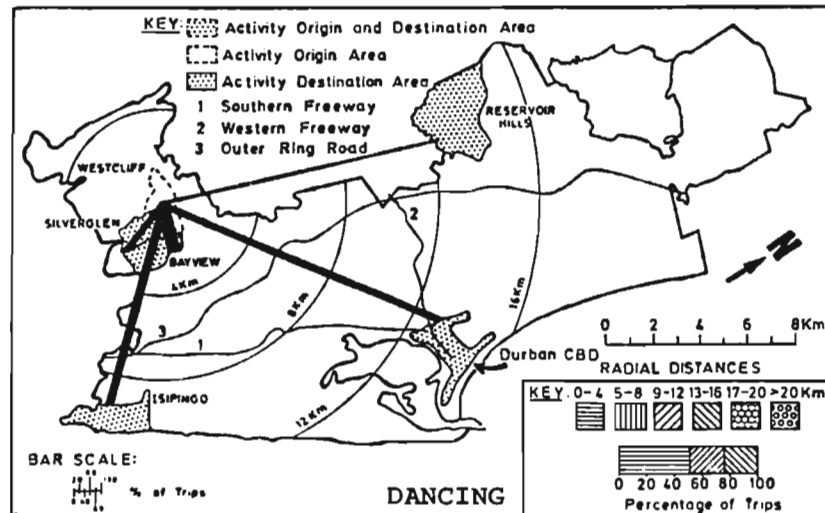 KEY: Activity Origin and Destination Area
Activity Origin Area
Activity Destination Area
1 Southern Freeway
2 Western Freeway
3 Outer Ring Road
RESERVOIR
HILLS
WESTCLIFF
SILVERGLEN
BAYVIEW
2
4Km
8Km
16Km
N
3
1
0 2 4 6 8Km
RADIAL DISTANCES
Durban CBD
ISIPINGO
12Km
KEY: 0-4 5-8 9-12 13-16 17-20 >20 Km
0 20 40 60 80 100
Percentage of Trips
BAR SCALE:
% of Trips
DANCING